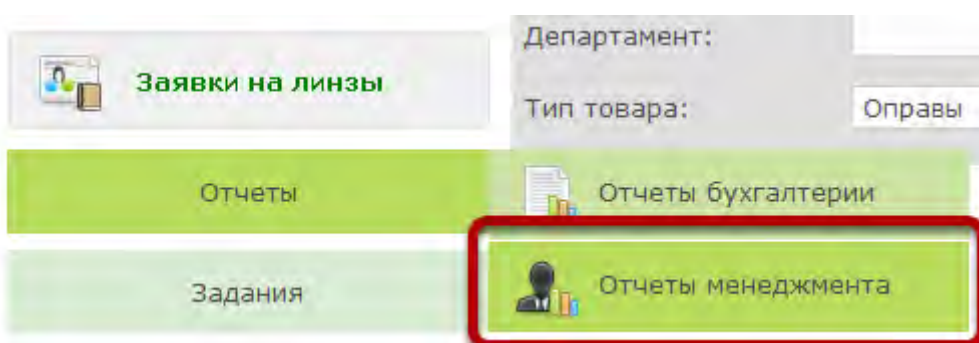 Заявки на линзы
Отчеты
Задания
Департамент:
Тип товара: Оправы
Отчеты бухгалтерии
Отчеты менеджмента